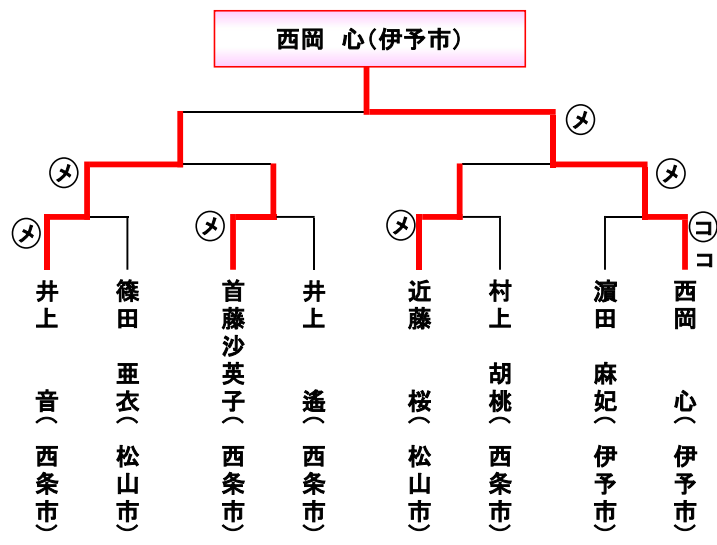 西岡　心(伊予市)
メ
メ
メ
メ
メ
メ
コ
コ
井上　音(西条市)
篠田　亜衣(松山市)
首藤沙英子(西条市)
井上　遙(西条市)
近藤　桜(松山市)
村上　胡桃(西条市)
濵田　麻妃(伊予市)
西岡　心(伊予市)